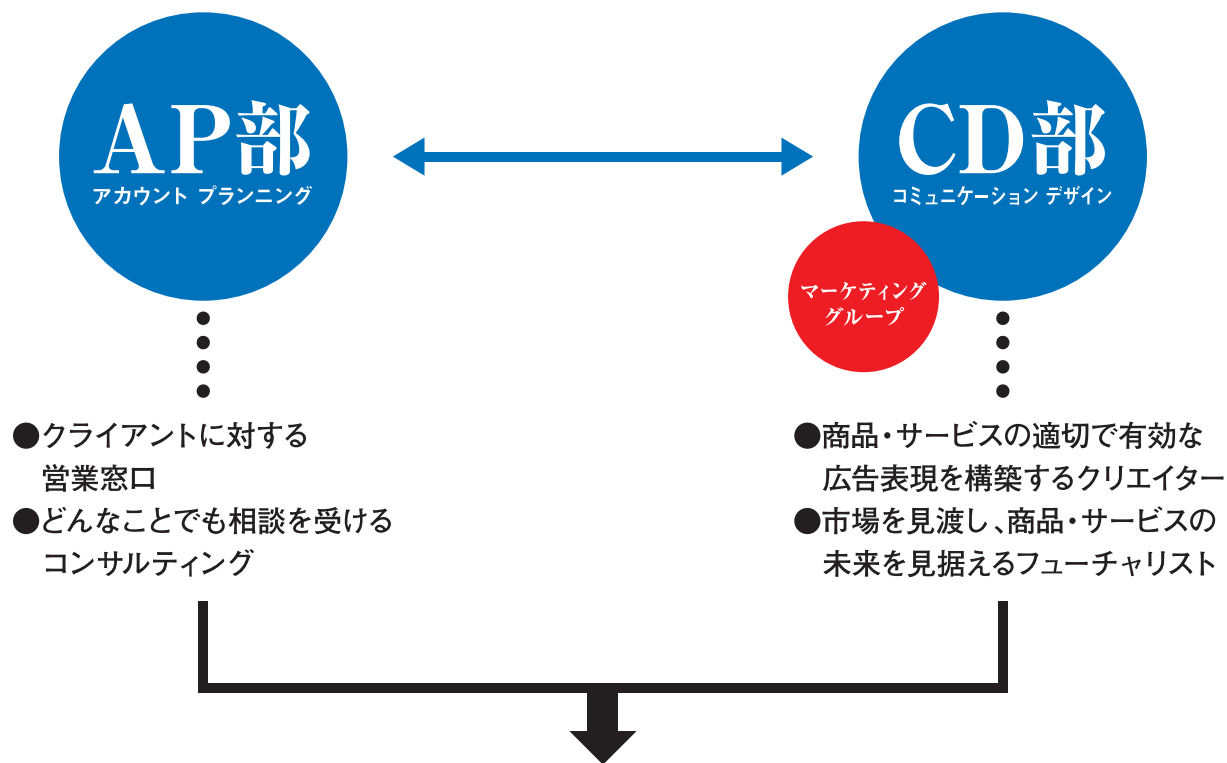 AP部
アカウント プランニング
CD部
コミュニケーション デザイン
マーケティング
グループ
●クライアントに対する
営業窓口
●どんなことでも相談を受ける
コンサルティング
●商品・サービスの適切で有効な
広告表現を構築するクリエイター
●市場を見渡し、商品・サービスの
未来を見据えるフューチャリスト